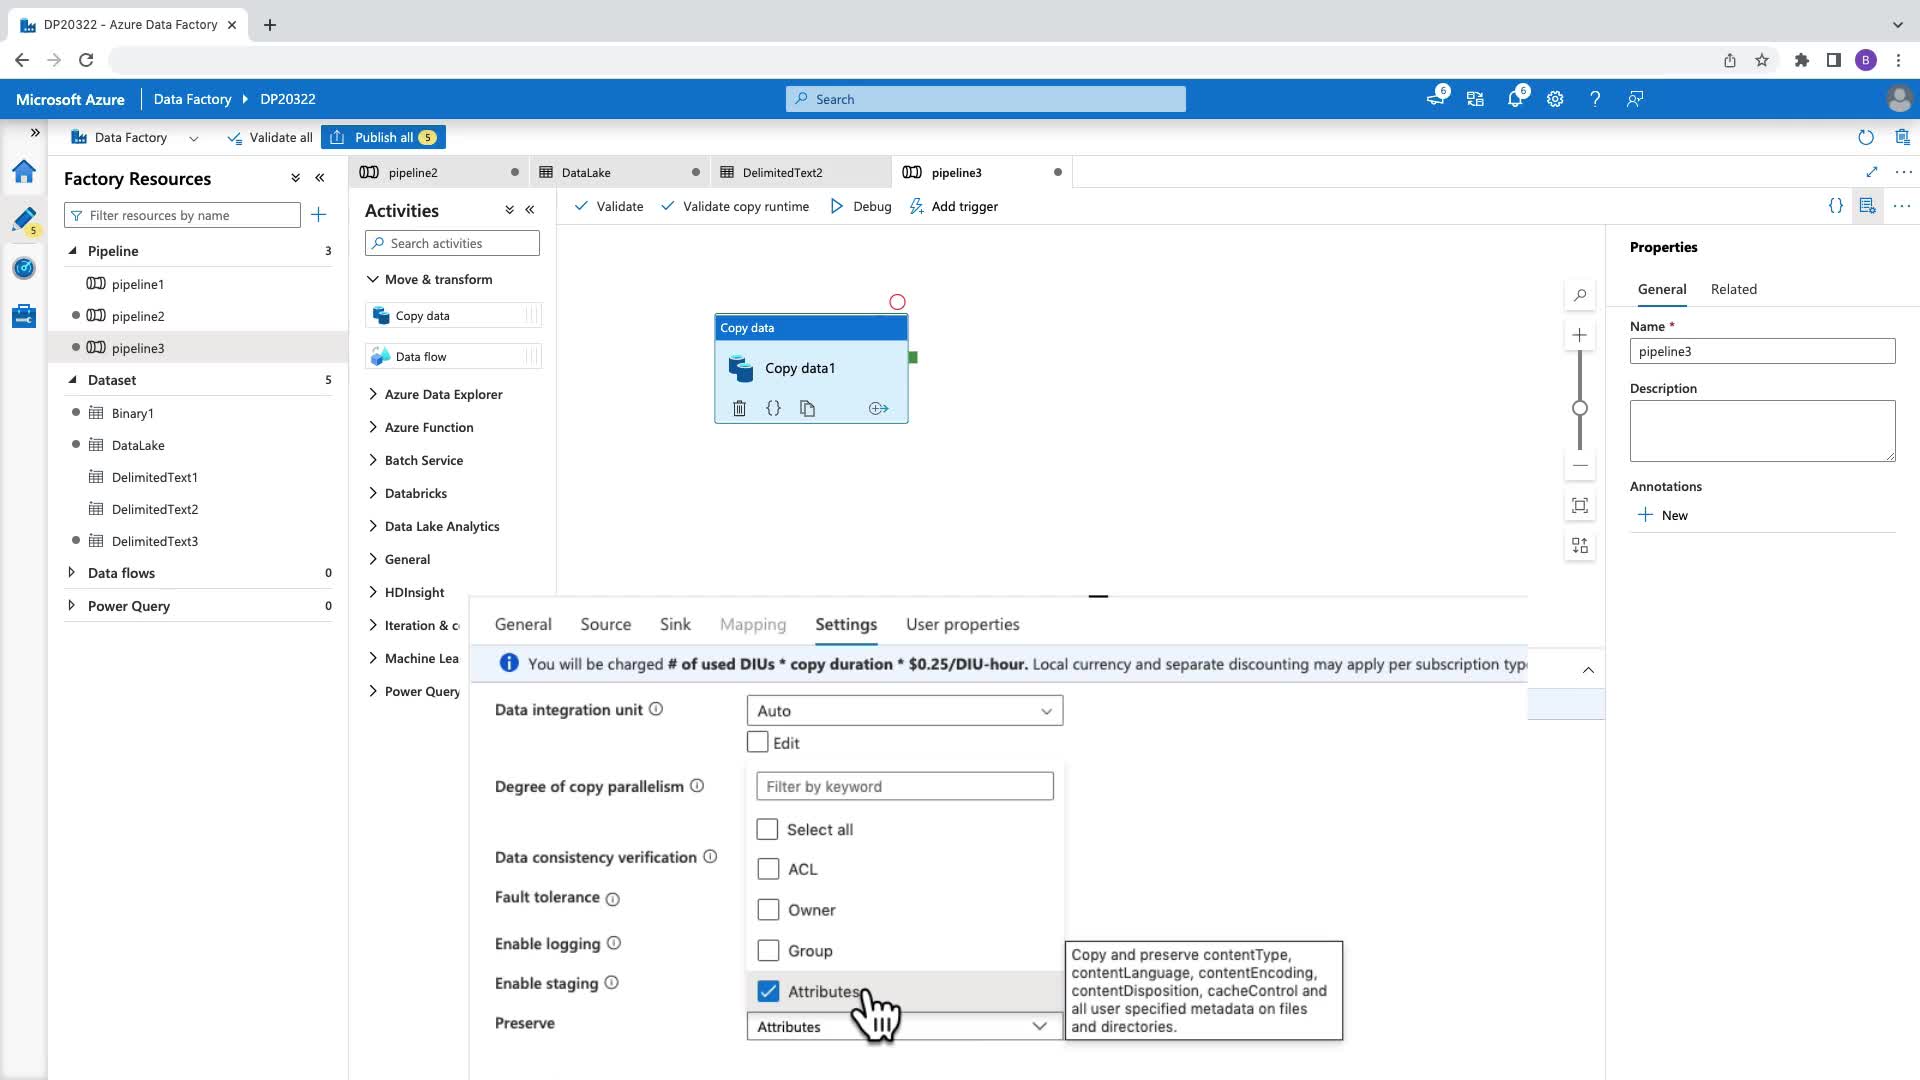 DP20322 - Azure Data Factory
B
Microsoft Azure
Data Factory
DP20322
Search
6
6
Data Factory
Validate all
Publish all
5
Factory Resources
Filter resources by name
5
Pipeline
3
pipeline1
pipeline2
pipeline3
Dataset
5
Binary1
DataLake
DelimitedText1
DelimitedText2
DelimitedText3
Data flows
0
Power Query
0
pipeline2
DataLake
DelimitedText2
pipeline3
Activities
Search activities
Move & transform
Copy data
Data flow
Azure Data Explorer
Azure Function
Batch Service
Databricks
Data Lake Analytics
General
HDInsight
Iteration & c
Machine Lea
Power Query
Validate
Validate copy runtime
Debug
Add trigger
Copy data
Copy data1
Properties
General
Related
Name *
pipeline3
Description
Annotations
New
General
Source
Sink
Mapping
Settings
User properties
You will be charged # of used DIUs * copy duration * $0.25/DIU-hour. Local currency and separate discounting may apply per subscription type
Data integration unit
Auto
Edit
Degree of copy parallelism
Filter by keyword
Select all
Data consistency verification
ACL
Fault tolerance
Owner
Enable logging
Group
Enable staging
Attributes
Preserve
Attributes
Copy and preserve contentType,
contentLanguage, contentEncoding,
contentDisposition, cacheControl and
all user specified metadata on files
and directories.